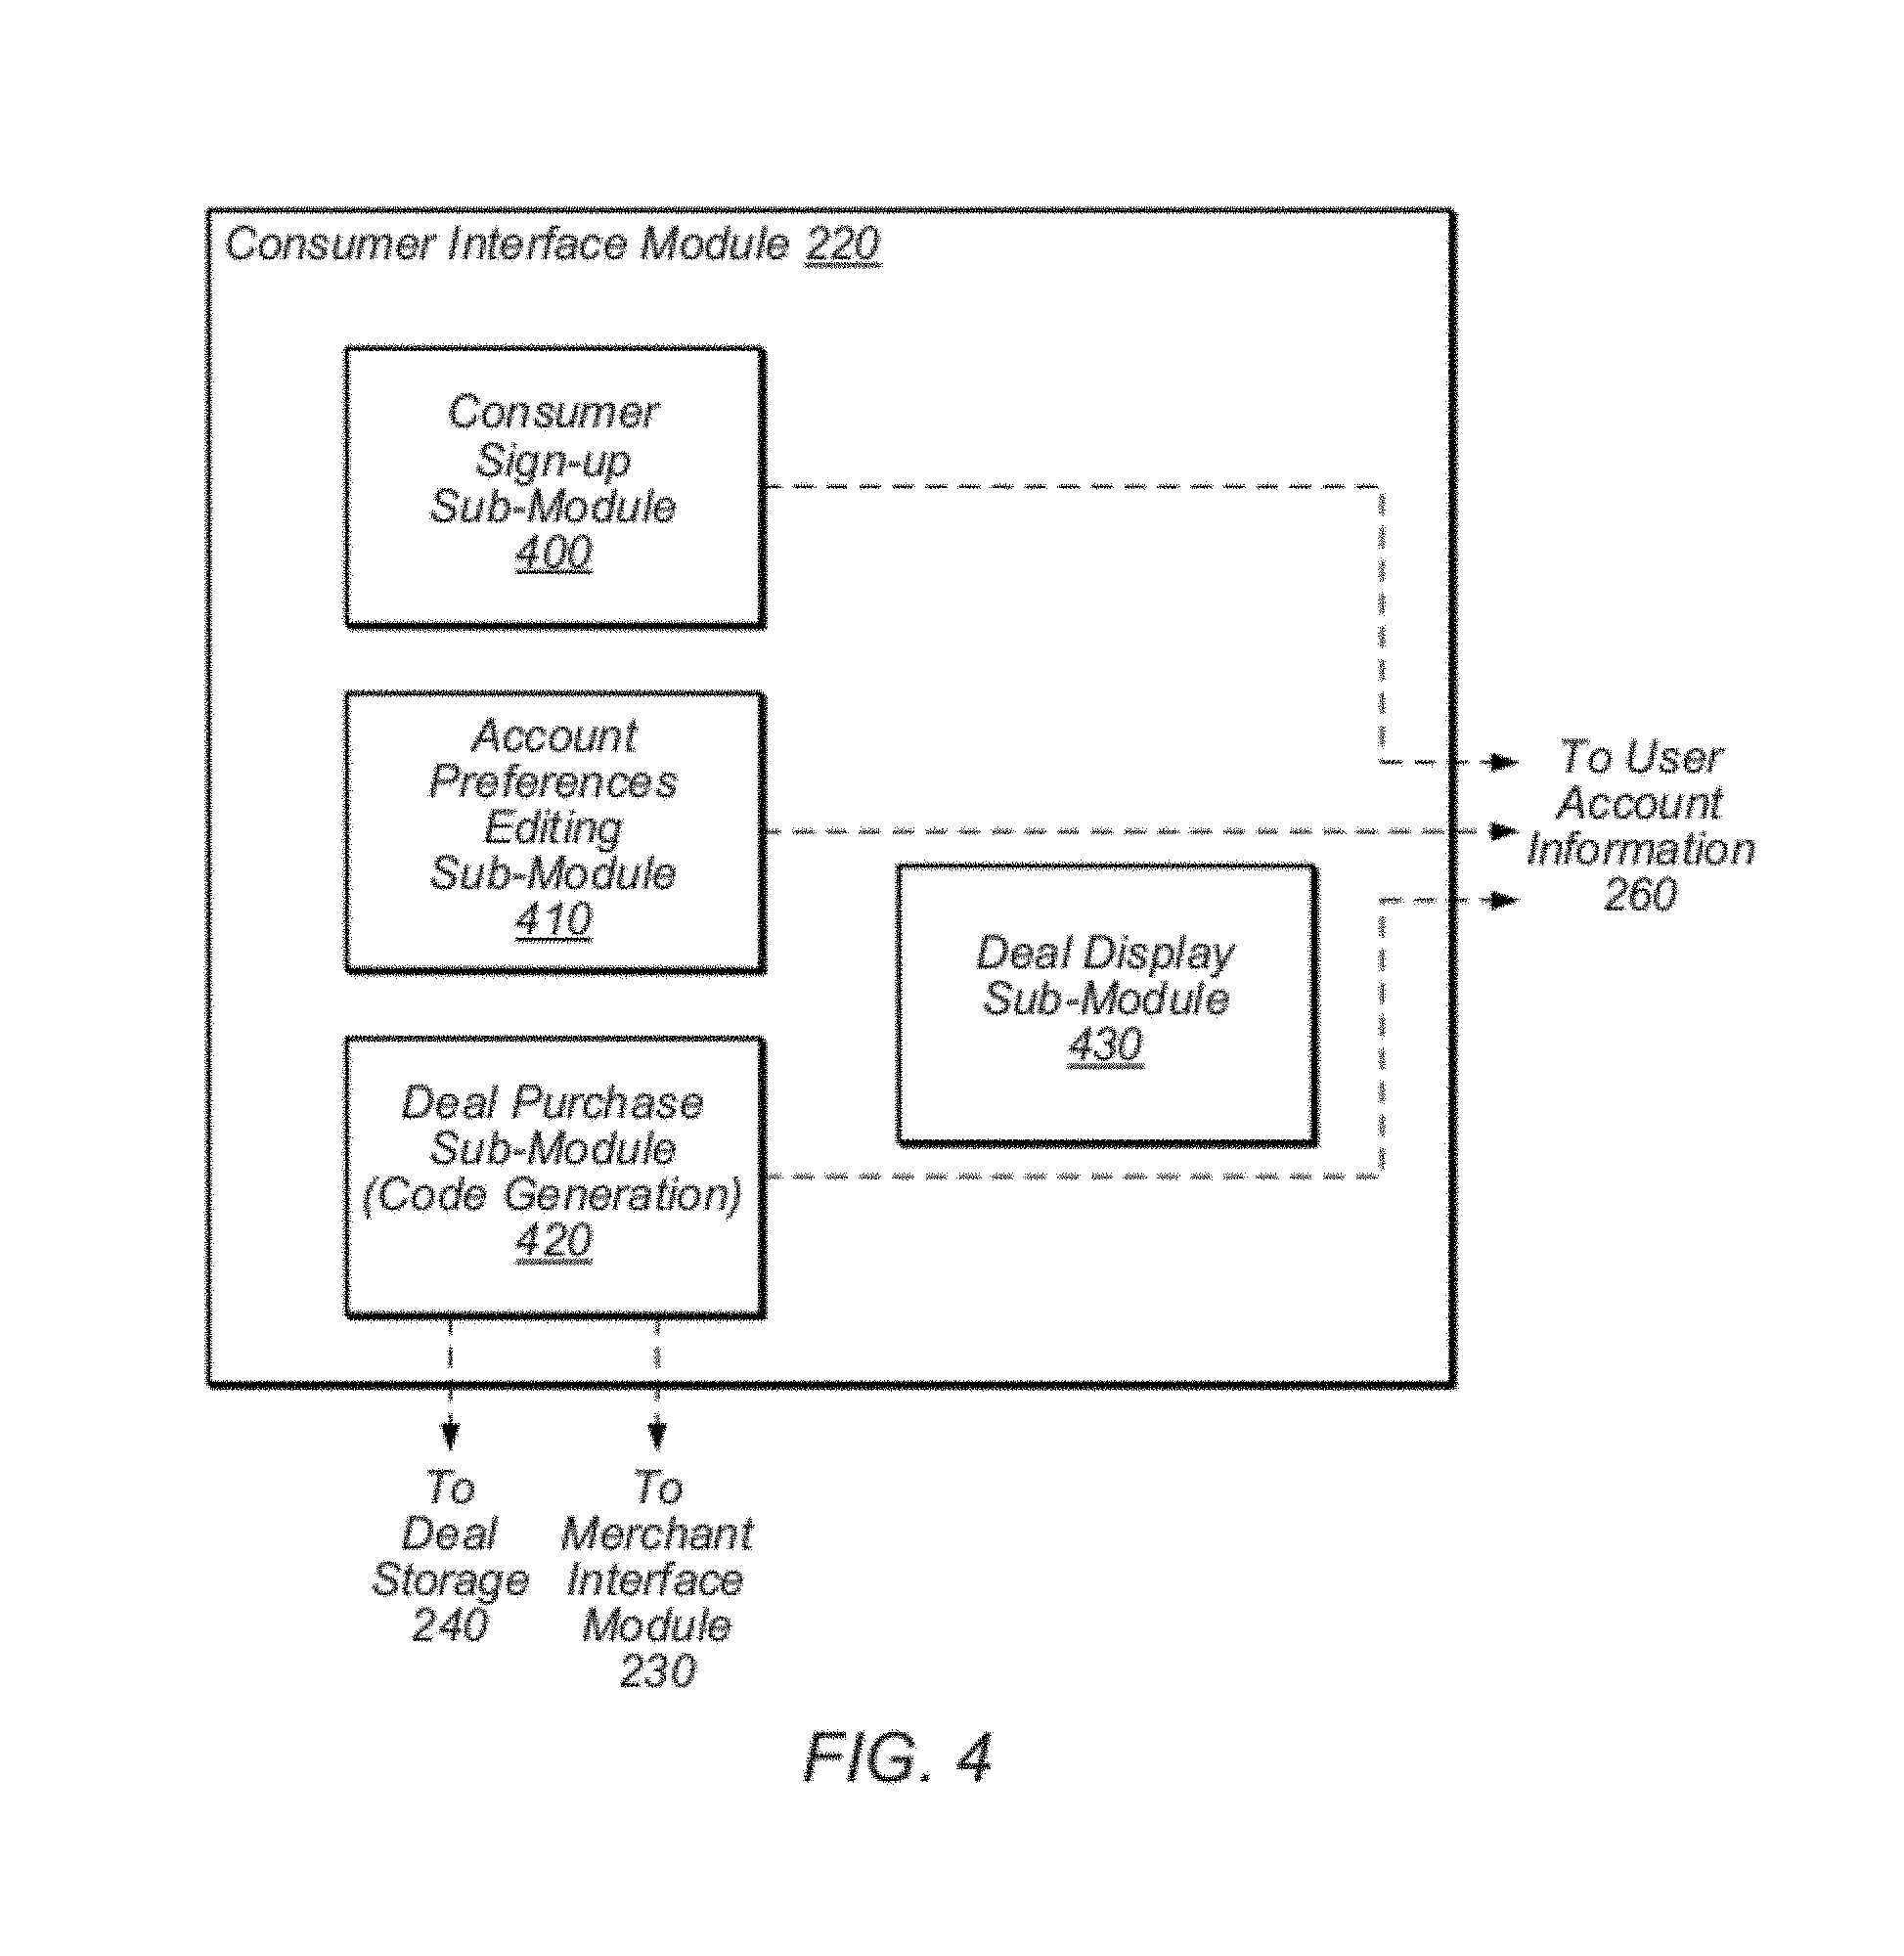 Consumer Interface Module 220
Consumer
Sign-up
Sub-Module
400
Account
Preferences
Editing
Sub-Module
410
Deal Purchase
Sub-Module
(Code Generation)
420
Deal Display
Sub-Module
430
To User
Account
Information
260
To
Deal
Storage
240
To
Merchant
Interface
Module
230
FIG. 4